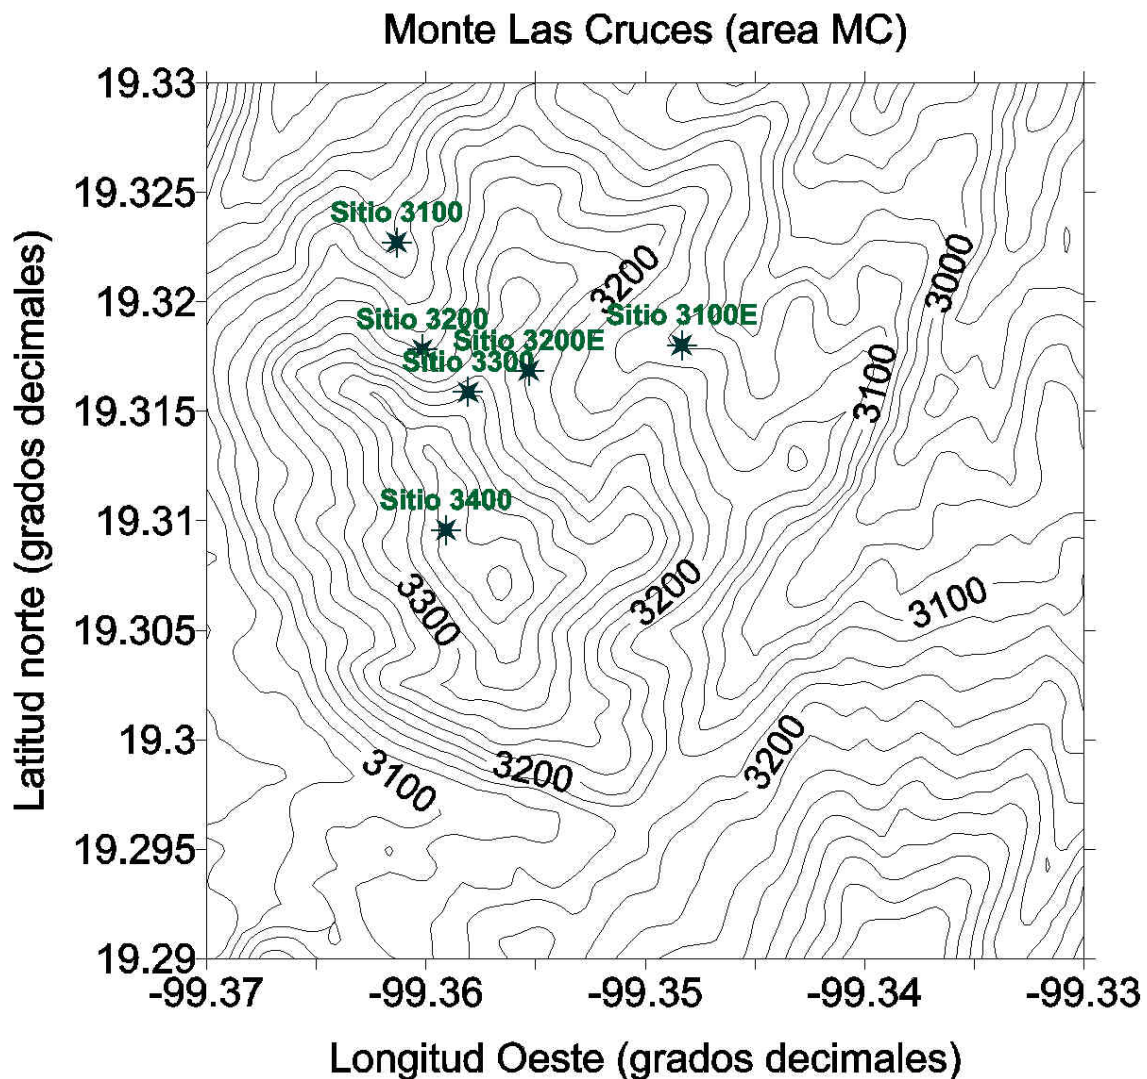 Monte Las Cruces (area MC)
19.33
19.325
19.32
19.315
19.31
19.305
19.3
19.295
19.29
Latitud norte (grados decimales)
Sitio 3100
3200
3000
Sitio 3200
Sitio 3100E
Sitio 3200E
Sitio 3300
3100
Sitio 3400
3300
3200
3100
3200
3100
3200
-99.37
-99.36
-99.35
-99.34
-99.33
Longitud Oeste (grados decimales)